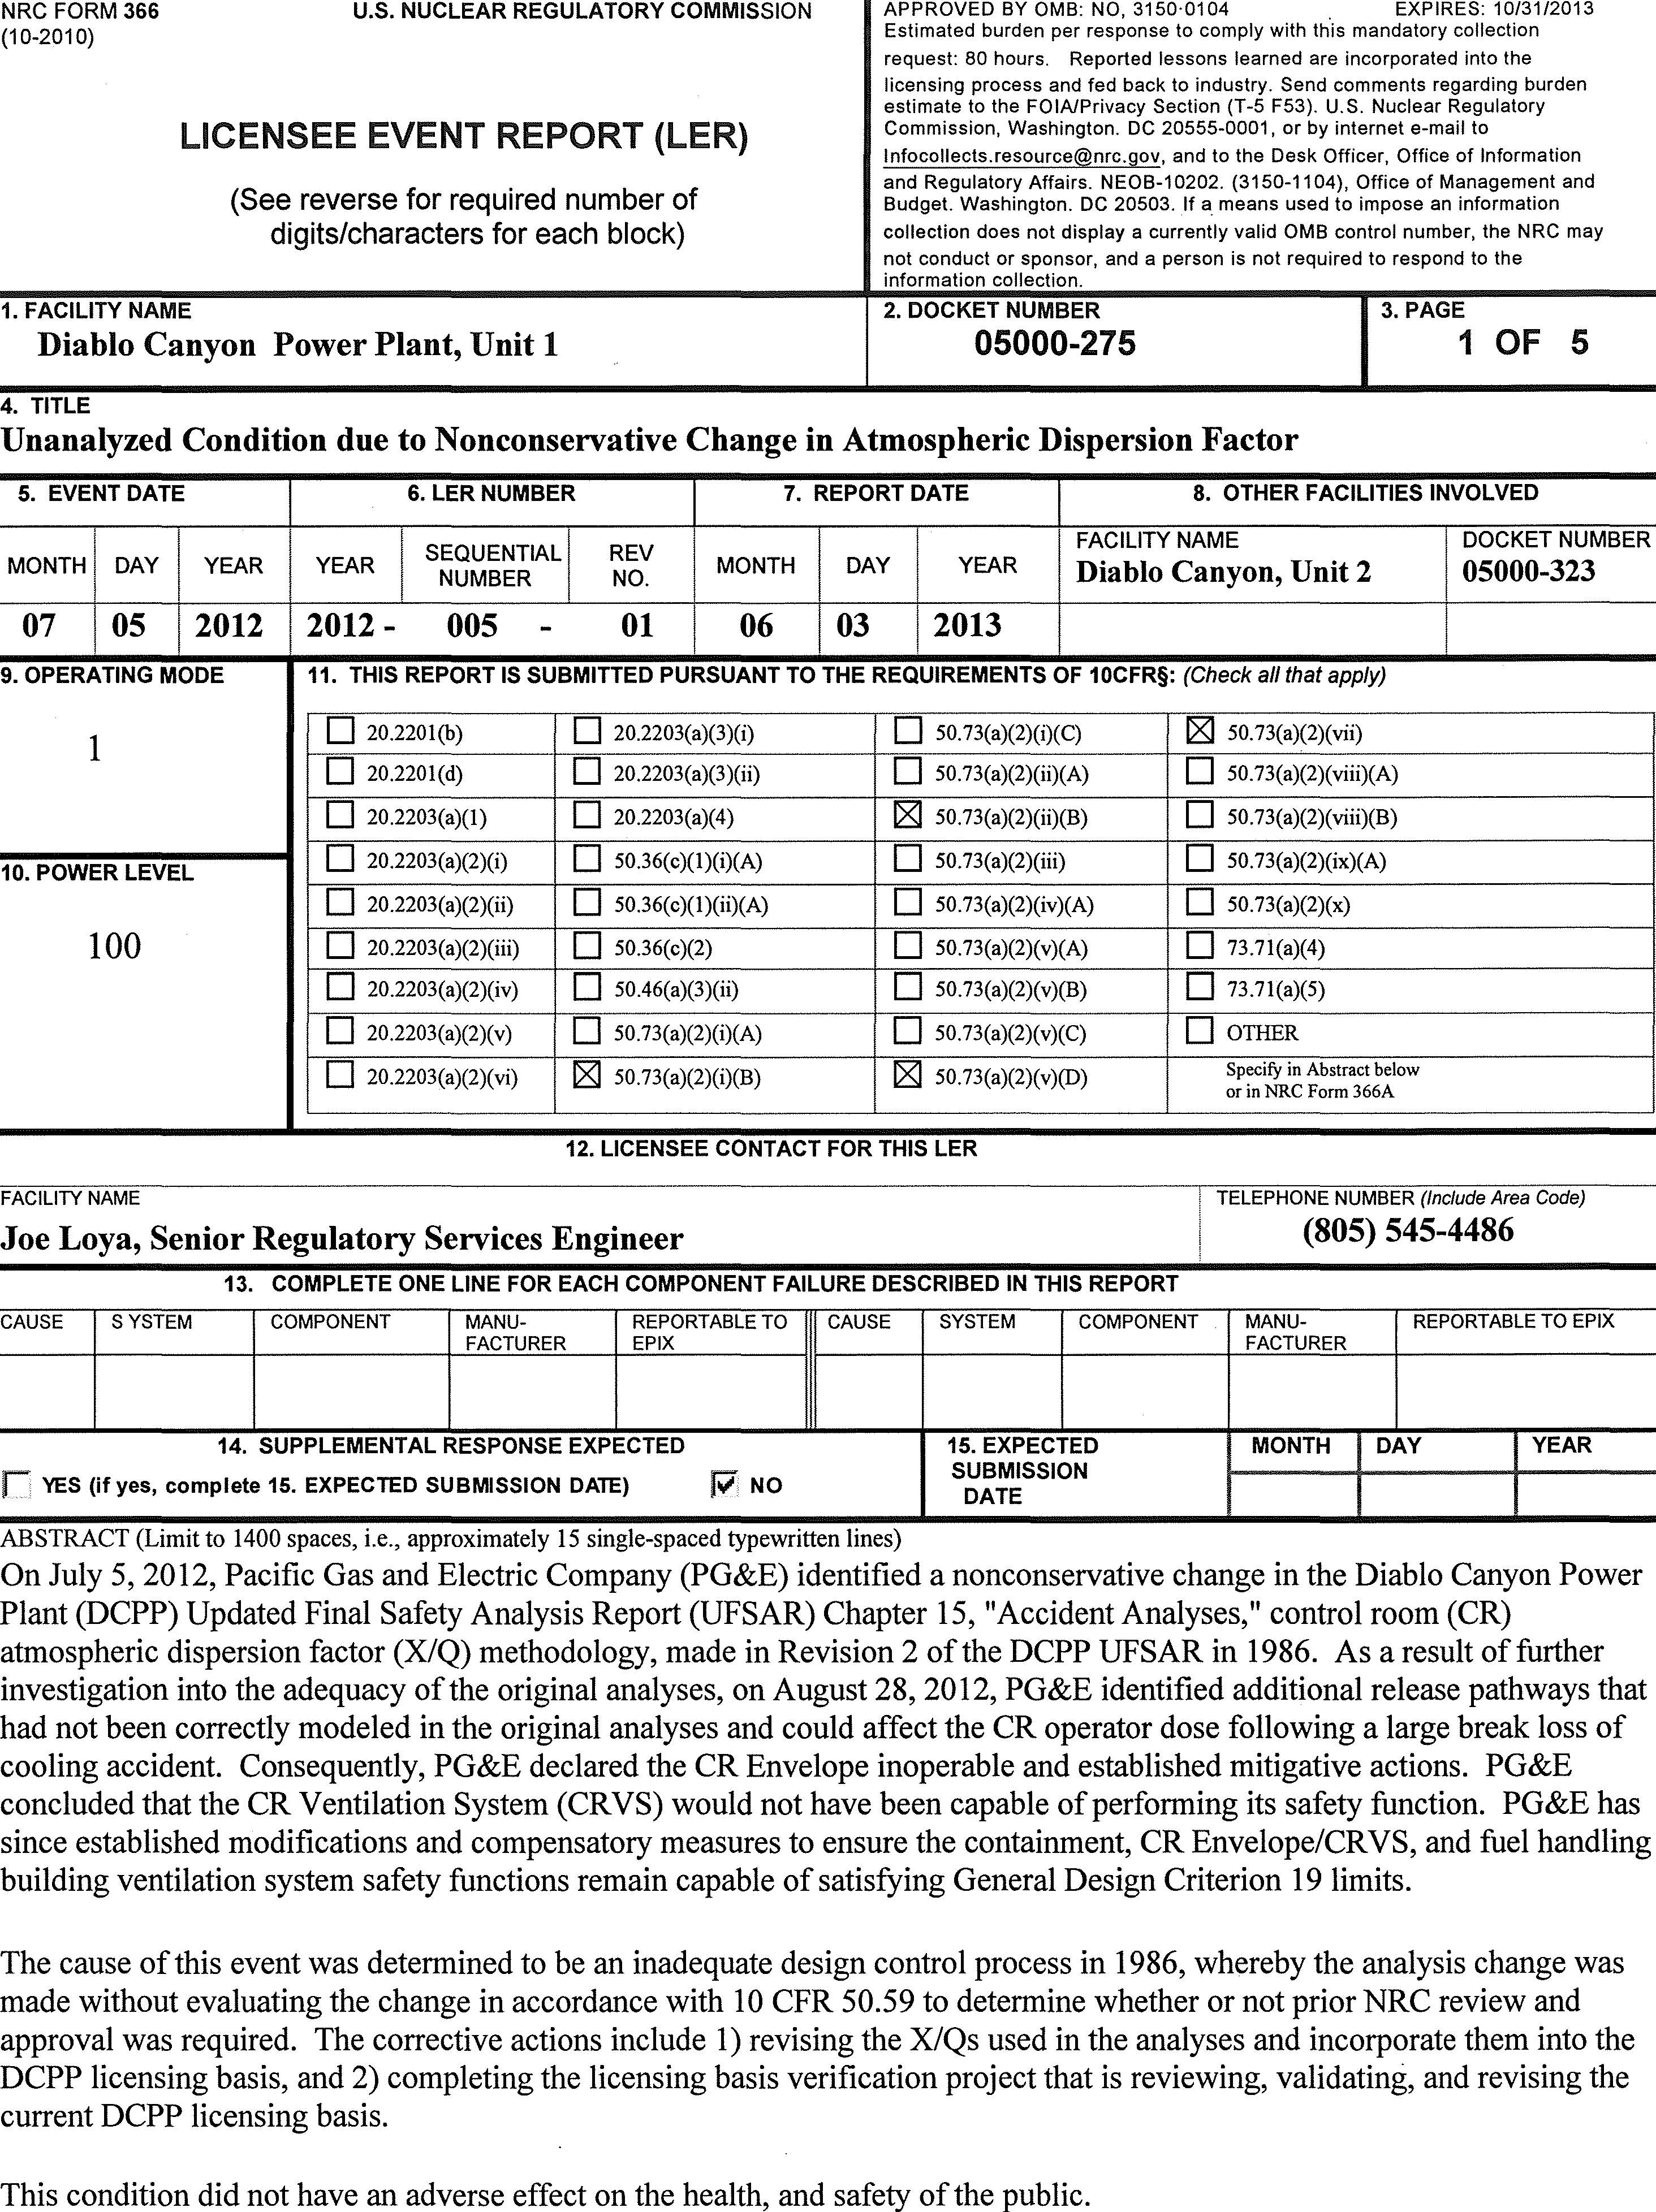 NRC FORM 366 U.S. NUCLEAR REGULATORY COMMISSION
(10-2010)
LICENSEE EVENT REPORT (LER)
(See reverse for required number of
digits/characters for each block)
APPROVED BY OMB: NO, 3150-0104 EXPIRES: 10/31/2013
Estimated burden per response to comply with this mandatory collection
request: 80 hours. Reported lessons learned are incorporated into the
licensing process and fed back to industry. Send comments regarding burden
estimate to the FOIA/Privacy Section (T-5 F53). U.S. Nuclear Regulatory
Commission, Washington. DC 20555-0001, or by internet e-mail to
Infocollects.resource@nrc.gov, and to the Desk Officer, Office of Information
and Regulatory Affairs. NEOB-10202. (3150-1104), Office of Management and
Budget. Washington. DC 20503. If a means used to impose an information
collection does not display a currently valid OMB control number, the NRC may
not conduct or sponsor, and a person is not required to respond to the
information collection.
1. FACILITY NAME 2. DOCKET NUMBER 3. PAGE
Diablo Canyon Power Plant, Unit 1 05000-275 1 OF 5
4. TITLE
Unanalyzed Condition due to Nonconservative Change in Atmospheric Dispersion Factor
5. EVENT DATE 6. LER NUMBER 7. REPORT DATE 8. OTHER FACILITIES INVOLVED
MONTH DAY YEAR YEAR SEQUENTIAL NUMBER REV NO. MONTH DAY YEAR FACILITY NAME DOCKET NUMBER
Diablo Canyon, Unit 2 05000-323
07 05 2012 2012 - 005 - 01 06 03 2013
9. OPERATING MODE 11. THIS REPORT IS SUBMITTED PURSUANT TO THE REQUIREMENTS OF 10CFR§: (Check all that apply)
1
☐ 20.2201(b) ☐ 20.2203(a)(3)(i) ☐ 50.73(a)(2)(i)(C) ☒ 50.73(a)(2)(vii)
☐ 20.2201(d) ☐ 20.2203(a)(3)(ii) ☐ 50.73(a)(2)(ii)(A) ☐ 50.73(a)(2)(viii)(A)
☐ 20.2203(a)(1) ☐ 20.2203(a)(4) ☒ 50.73(a)(2)(ii)(B) ☐ 50.73(a)(2)(viii)(B)
10. POWER LEVEL
100
☐ 20.2203(a)(2)(i) ☐ 50.36(c)(1)(i)(A) ☐ 50.73(a)(2)(iii) ☐ 50.73(a)(2)(ix)(A)
☐ 20.2203(a)(2)(ii) ☐ 50.36(c)(1)(ii)(A) ☐ 50.73(a)(2)(iv)(A) ☐ 50.73(a)(2)(x)
☐ 20.2203(a)(2)(iii) ☐ 50.36(c)(2) ☐ 50.73(a)(2)(v)(A) ☐ 73.71(a)(4)
☐ 20.2203(a)(2)(iv) ☐ 50.46(a)(3)(ii) ☐ 50.73(a)(2)(v)(B) ☐ 73.71(a)(5)
☐ 20.2203(a)(2)(v) ☐ 50.73(a)(2)(i)(A) ☐ 50.73(a)(2)(v)(C) ☐ OTHER
☐ 20.2203(a)(2)(vi) ☒ 50.73(a)(2)(i)(B) ☒ 50.73(a)(2)(v)(D) Specify in Abstract below
or in NRC Form 366A
12. LICENSEE CONTACT FOR THIS LER
FACILITY NAME TELEPHONE NUMBER (Include Area Code)
Joe Loya, Senior Regulatory Services Engineer (805) 545-4486
13. COMPLETE ONE LINE FOR EACH COMPONENT FAILURE DESCRIBED IN THIS REPORT
CAUSE S YSTEM COMPONENT MANU-FACTURER REPORTABLE TO EPIX CAUSE SYSTEM COMPONENT MANU-FACTURER REPORTABLE TO EPIX
14. SUPPLEMENTAL RESPONSE EXPECTED 15. EXPECTED SUBMISSION DATE MONTH DAY YEAR
☐ YES (if yes, complete 15. EXPECTED SUBMISSION DATE) ☑ NO
ABSTRACT (Limit to 1400 spaces, i.e., approximately 15 single-spaced typewritten lines)
On July 5, 2012, Pacific Gas and Electric Company (PG&E) identified a nonconservative change in the Diablo Canyon Power
Plant (DCPP) Updated Final Safety Analysis Report (UFSAR) Chapter 15, "Accident Analyses," control room (CR)
atmospheric dispersion factor (X/Q) methodology, made in Revision 2 of the DCPP UFSAR in 1986. As a result of further
investigation into the adequacy of the original analyses, on August 28, 2012, PG&E identified additional release pathways that
had not been correctly modeled in the original analyses and could affect the CR operator dose following a large break loss of
cooling accident. Consequently, PG&E declared the CR Envelope inoperable and established mitigative actions. PG&E
concluded that the CR Ventilation System (CRVS) would not have been capable of performing its safety function. PG&E has
since established modifications and compensatory measures to ensure the containment, CR Envelope/CRVS, and fuel handling
building ventilation system safety functions remain capable of satisfying General Design Criterion 19 limits.
The cause of this event was determined to be an inadequate design control process in 1986, whereby the analysis change was
made without evaluating the change in accordance with 10 CFR 50.59 to determine whether or not prior NRC review and
approval was required. The corrective actions include 1) revising the X/Qs used in the analyses and incorporate them into the
DCPP licensing basis, and 2) completing the licensing basis verification project that is reviewing, validating, and revising the
current DCPP licensing basis.
This condition did not have an adverse effect on the health, and safety of the public.